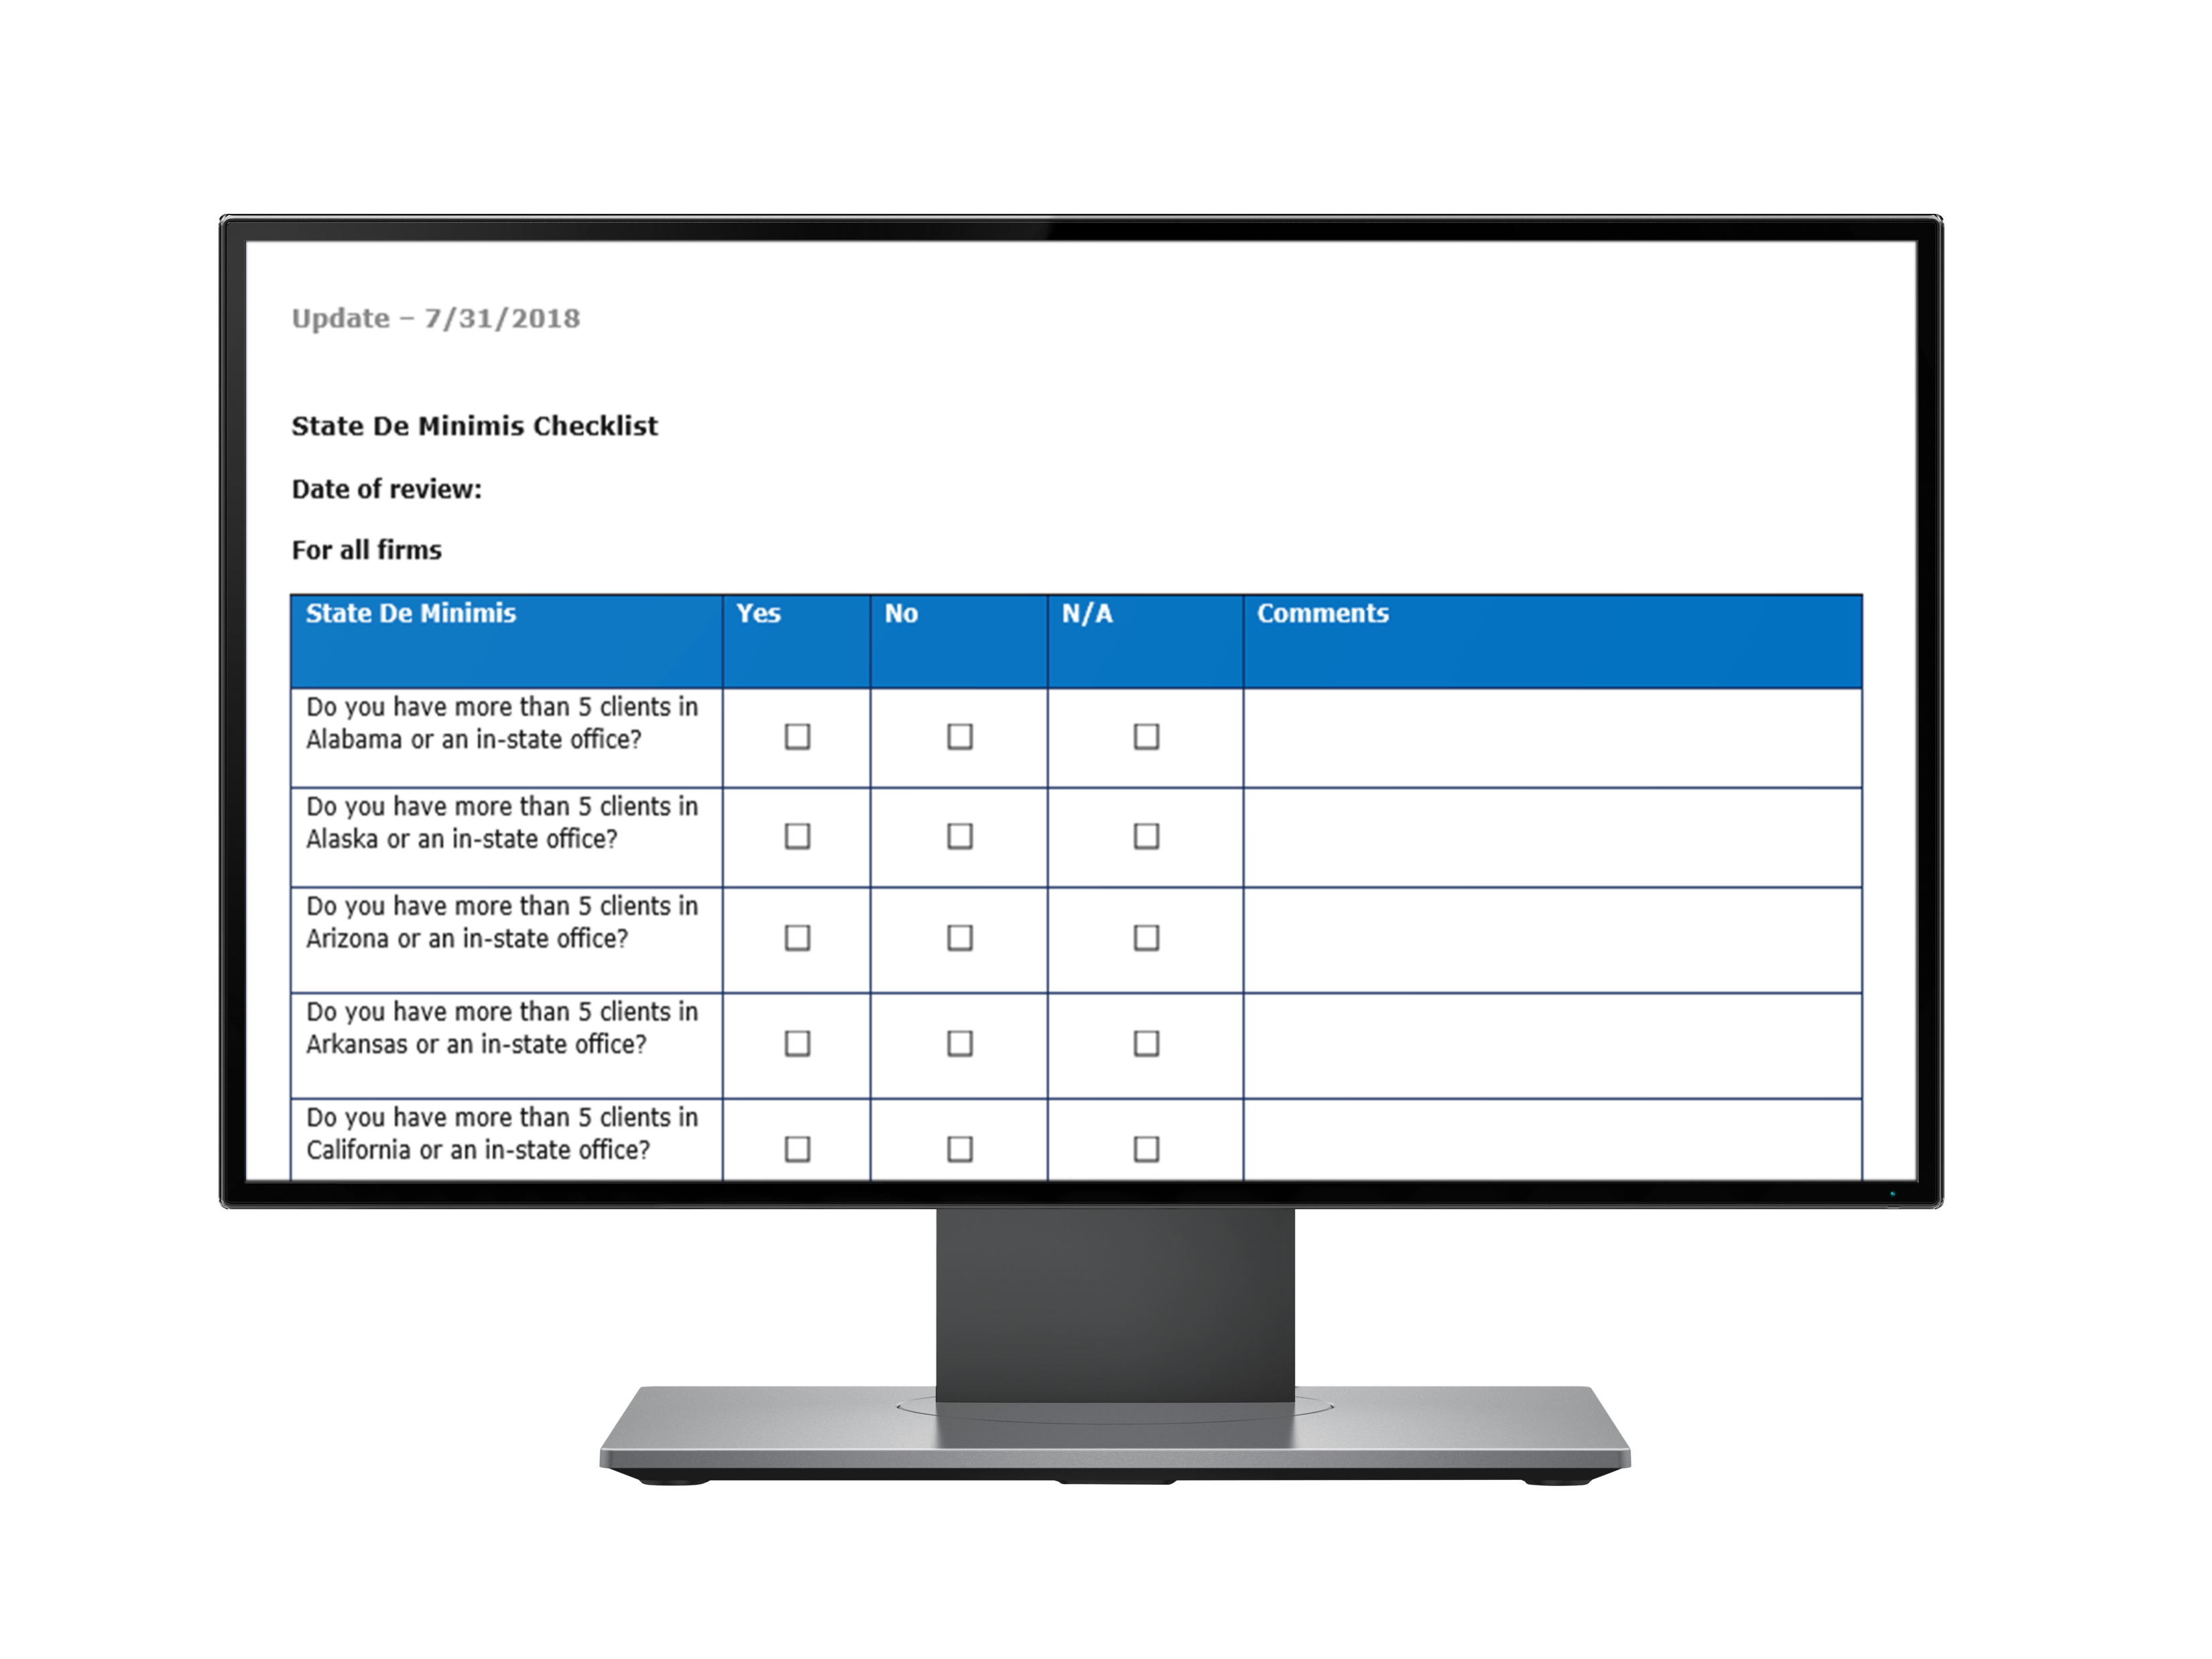 Update – 7/31/2018
State De Minimis Checklist
Date of review:
For all firms
State De Minimis Yes No N/A Comments
Do you have more than 5 clients in
Alabama or an in-state office? ☐ ☐ ☐
Do you have more than 5 clients in
Alaska or an in-state office? ☐ ☐ ☐
Do you have more than 5 clients in
Arizona or an in-state office? ☐ ☐ ☐
Do you have more than 5 clients in
Arkansas or an in-state office? ☐ ☐ ☐
Do you have more than 5 clients in
California or an in-state office? ☐ ☐ ☐